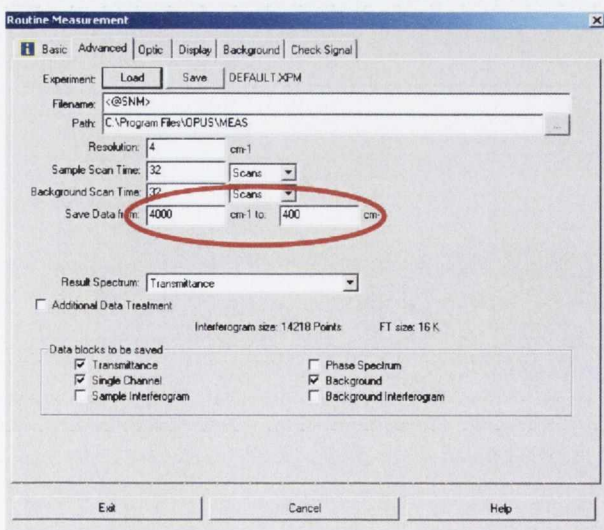 Routine Measurement
Basic Advanced Optic Display Background Check Signal
Experiment: Load Save DEFAULT.XPM
Filename: <@SNM>
Path: C:\Program Files\OPUS\MEAS ...
Resolution: 4 cm-1
Sample Scan Time: 32 Scans
Background Scan Time: 32 Scans
Save Data from: 4000 cm-1 to: 400 cm-
Result Spectrum: Transmittance
Additional Data Treatment
Interferogram size: 14218 Points FT size: 16 K
Data blocks to be saved
Transmittance Phase Spectrum
Single Channel Background
Sample Interferogram Background Interferogram
Exit Cancel Help